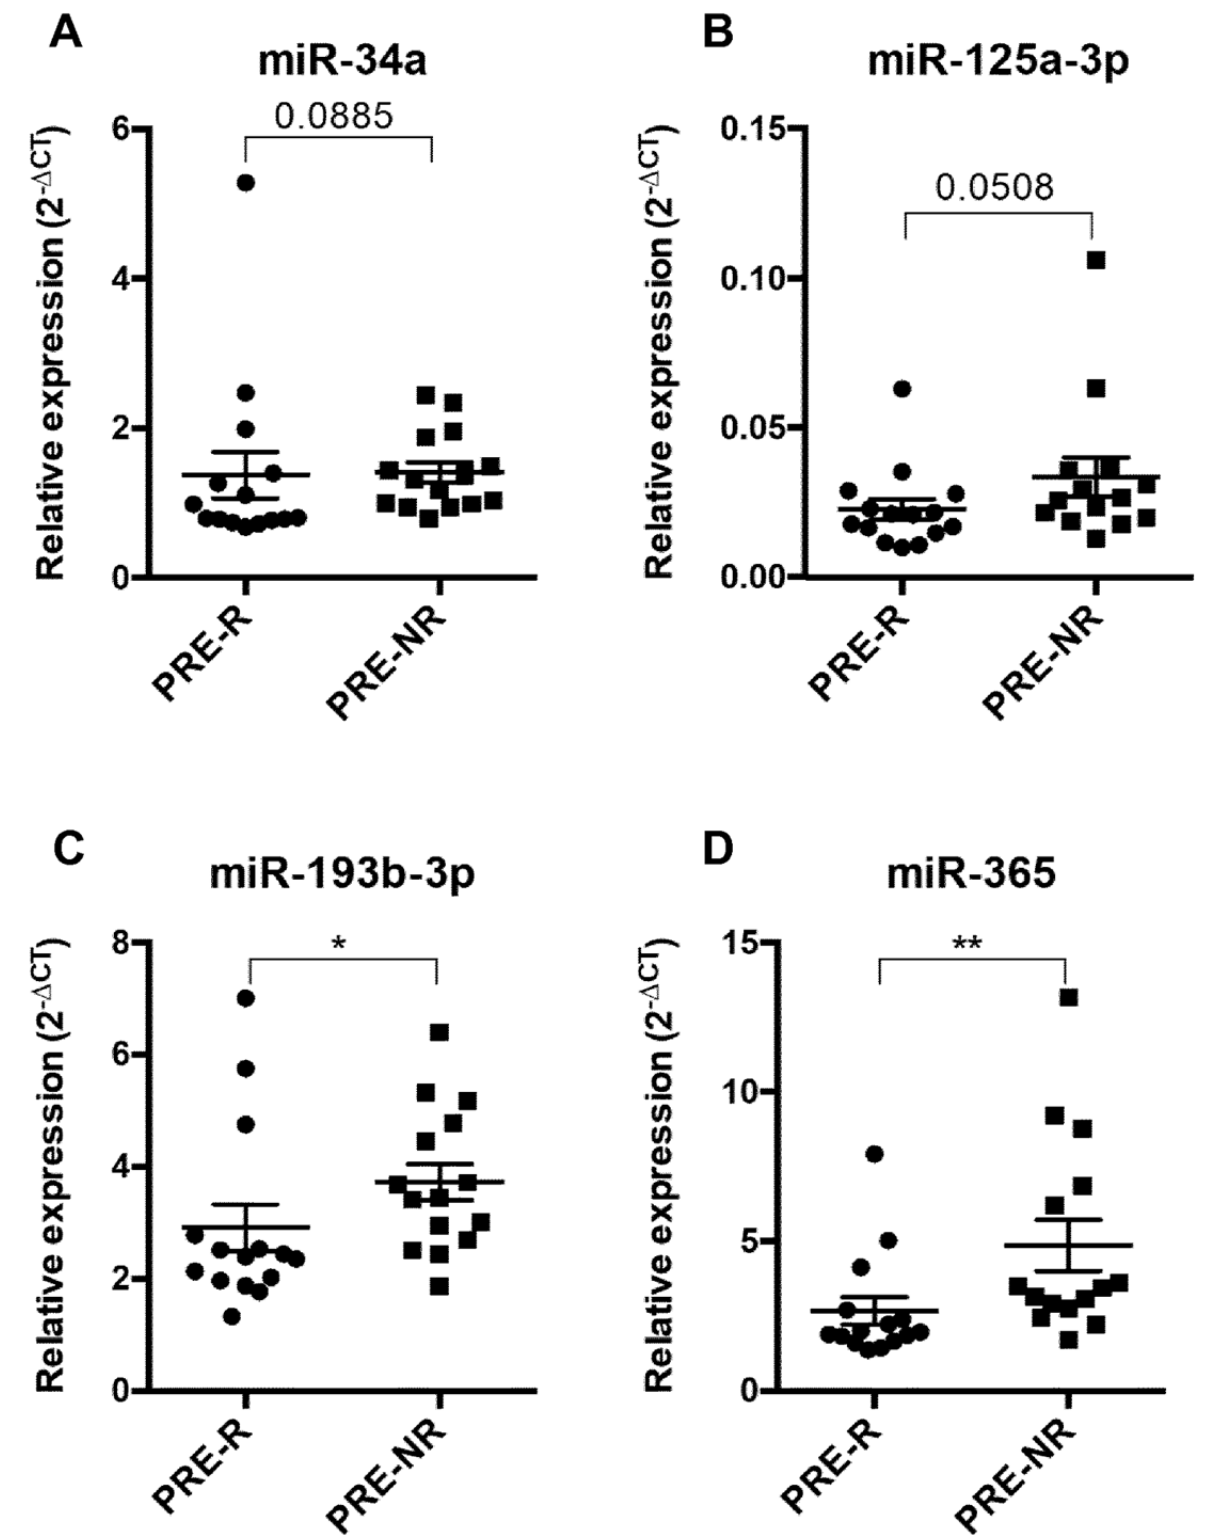 A
miR-34a
0.0885
Relative expression (2-ΔCT)
6
4
2
0
PRE-R
PRE-NR
B
miR-125a-3p
0.0508
Relative expression (2-ΔCT)
0.15
0.10
0.05
0.00
PRE-R
PRE-NR
C
miR-193b-3p
*
Relative expression (2-ΔCT)
8
6
4
2
0
PRE-R
PRE-NR
D
miR-365
**
Relative expression (2-ΔCT)
15
10
5
0
PRE-R
PRE-NR